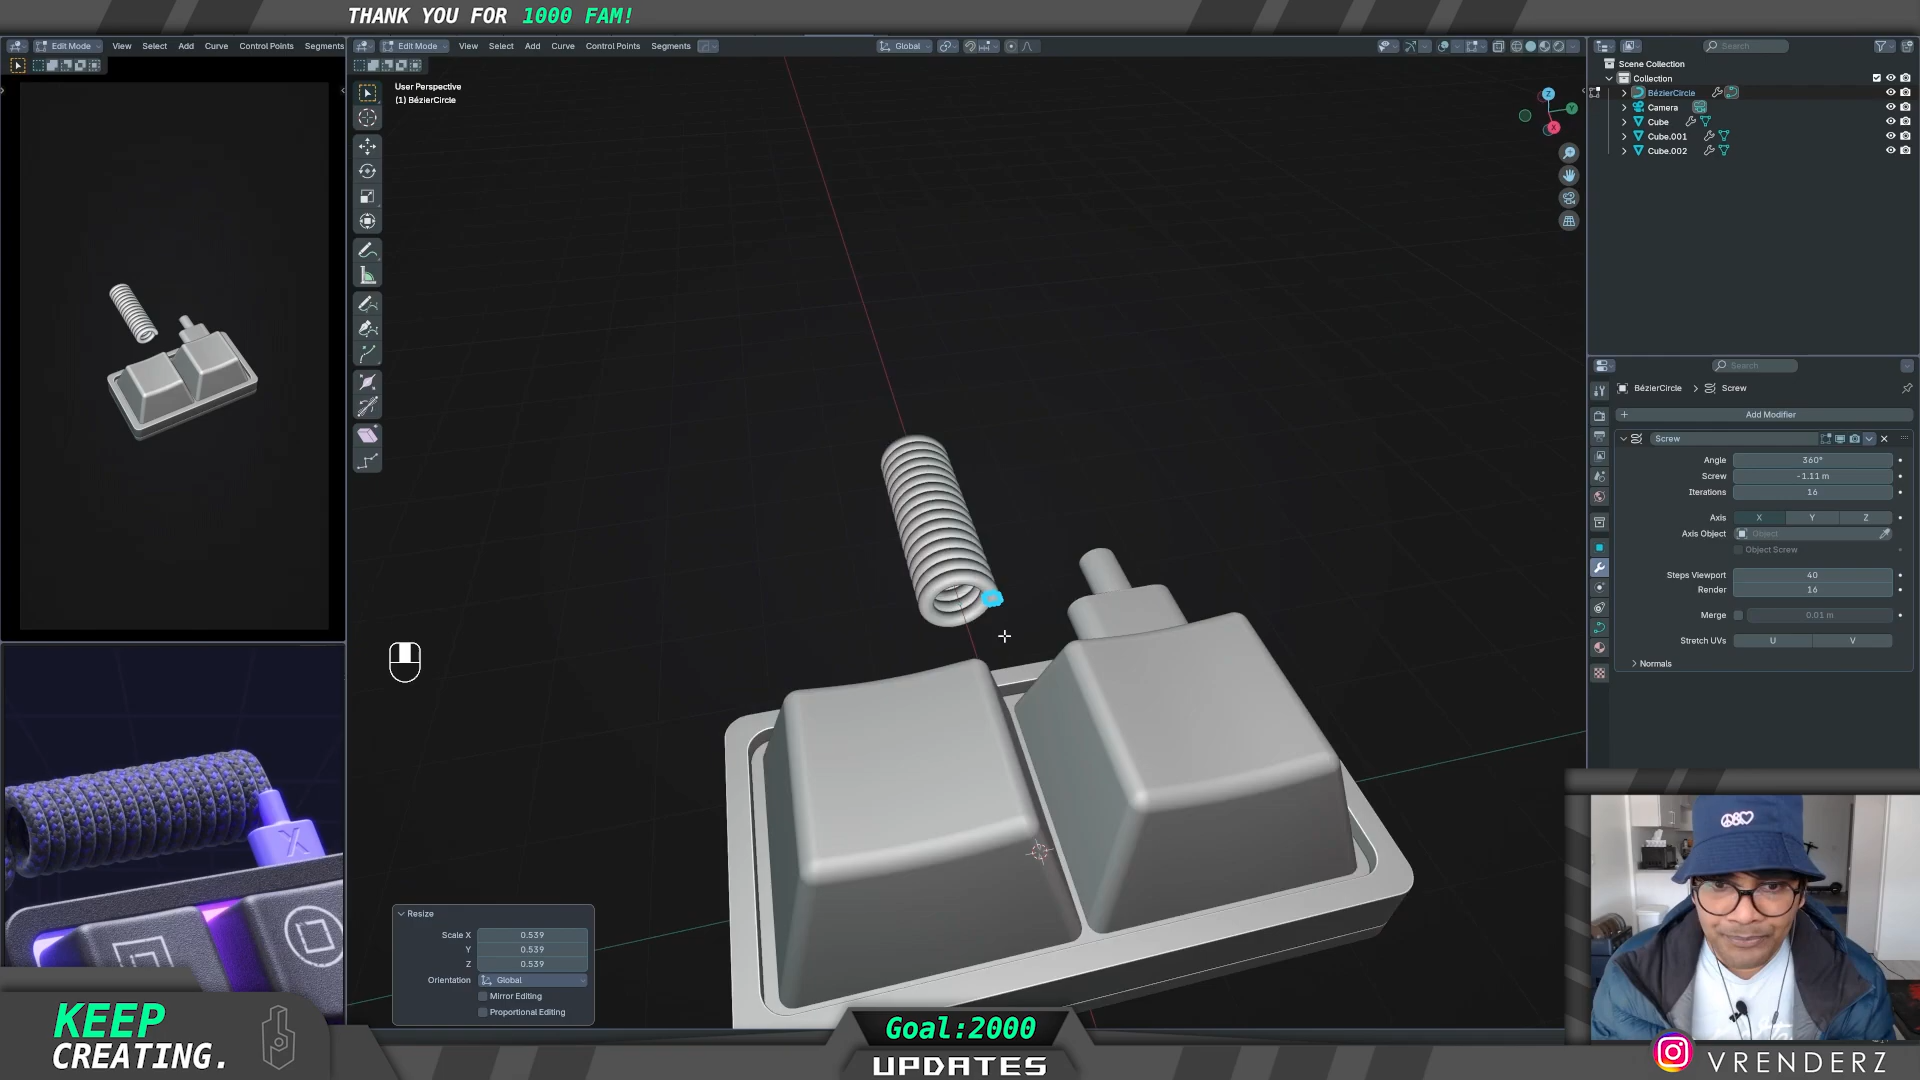 THANK YOU FOR 1000 FAM!
Edit Mode View Select Add Curve Control Points Segments
Edit Mode View Select Add Curve Control Points Segments
Global
User Perspective
(1) BézierCircle
Search
Scene Collection
Collection
BézierCircle
Camera
Cube
Cube.001
Cube.002
Search
BézierCircle > Screw
Add Modifier
Screw
Angle 360°
Screw -1.11 m
Iterations 16
Axis X Y Z
Axis Object Object
Object Screw
Steps Viewport 40
Render 16
Merge 0.01 m
Stretch UVs U V
Normals
Resize
Scale X 0.539
Y 0.539
Z 0.539
Orientation Global
Mirror Editing
Proportional Editing
X
KEEP
CREATING.
Goal:2000
UPDATES
VRENDERZ